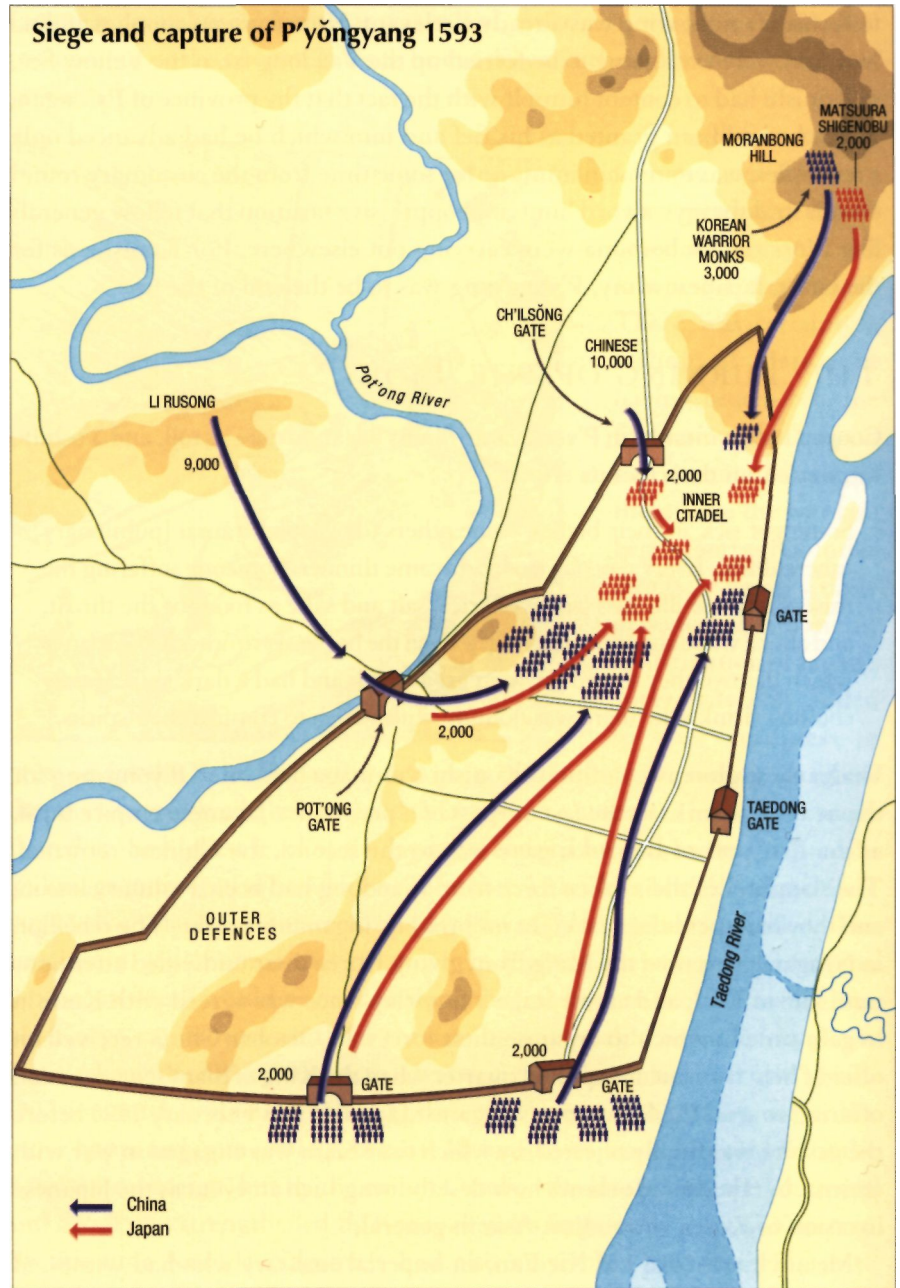 Siege and capture of P'yŏngyang 1593
MATSUURA
SHIGENOBU
2,000
MORANBONG
HILL
KOREAN
WARRIOR
MONKS
3,000
CH'ILSŎNG
GATE
CHINESE
10,000
Pot'ong River
LI RUSONG
9,000
2,000
INNER
CITADEL
GATE
2,000
POT'ONG
GATE
TAEDONG
GATE
OUTER
DEFENCES
Taedong River
2,000
GATE
2,000
GATE
China
Japan